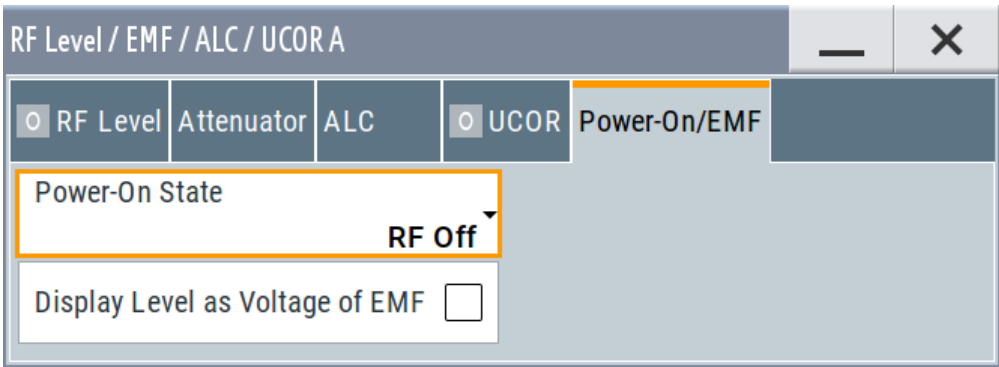 RF Level / EMF / ALC / UCOR A
RF Level Attenuator ALC UCOR Power-On/EMF
Power-On State
RF Off
Display Level as Voltage of EMF